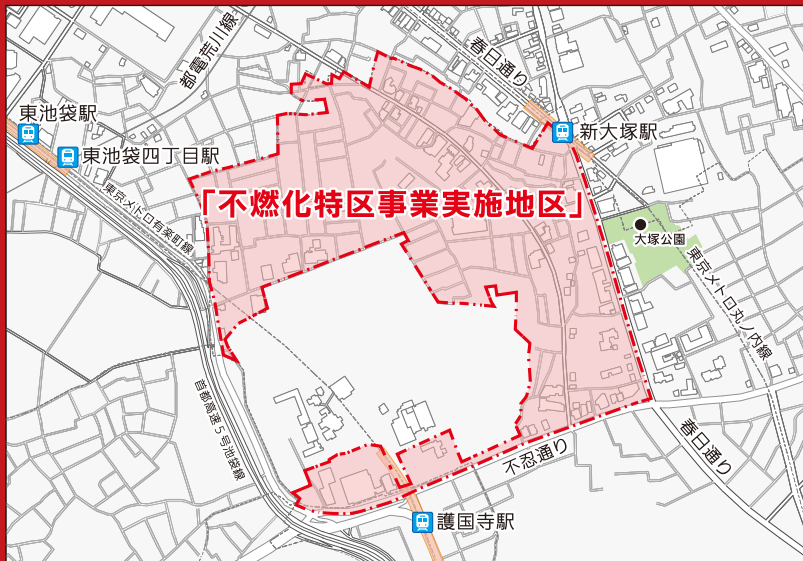 都電荒川線
春日通り
東池袋駅
東池袋四丁目駅
新大塚駅
東京メトロ有楽町線
「不燃化特区事業実施地区」
大塚公園
東京メトロ丸ノ内線
首都高速5号池袋線
不忍通り
春日通り
護国寺駅